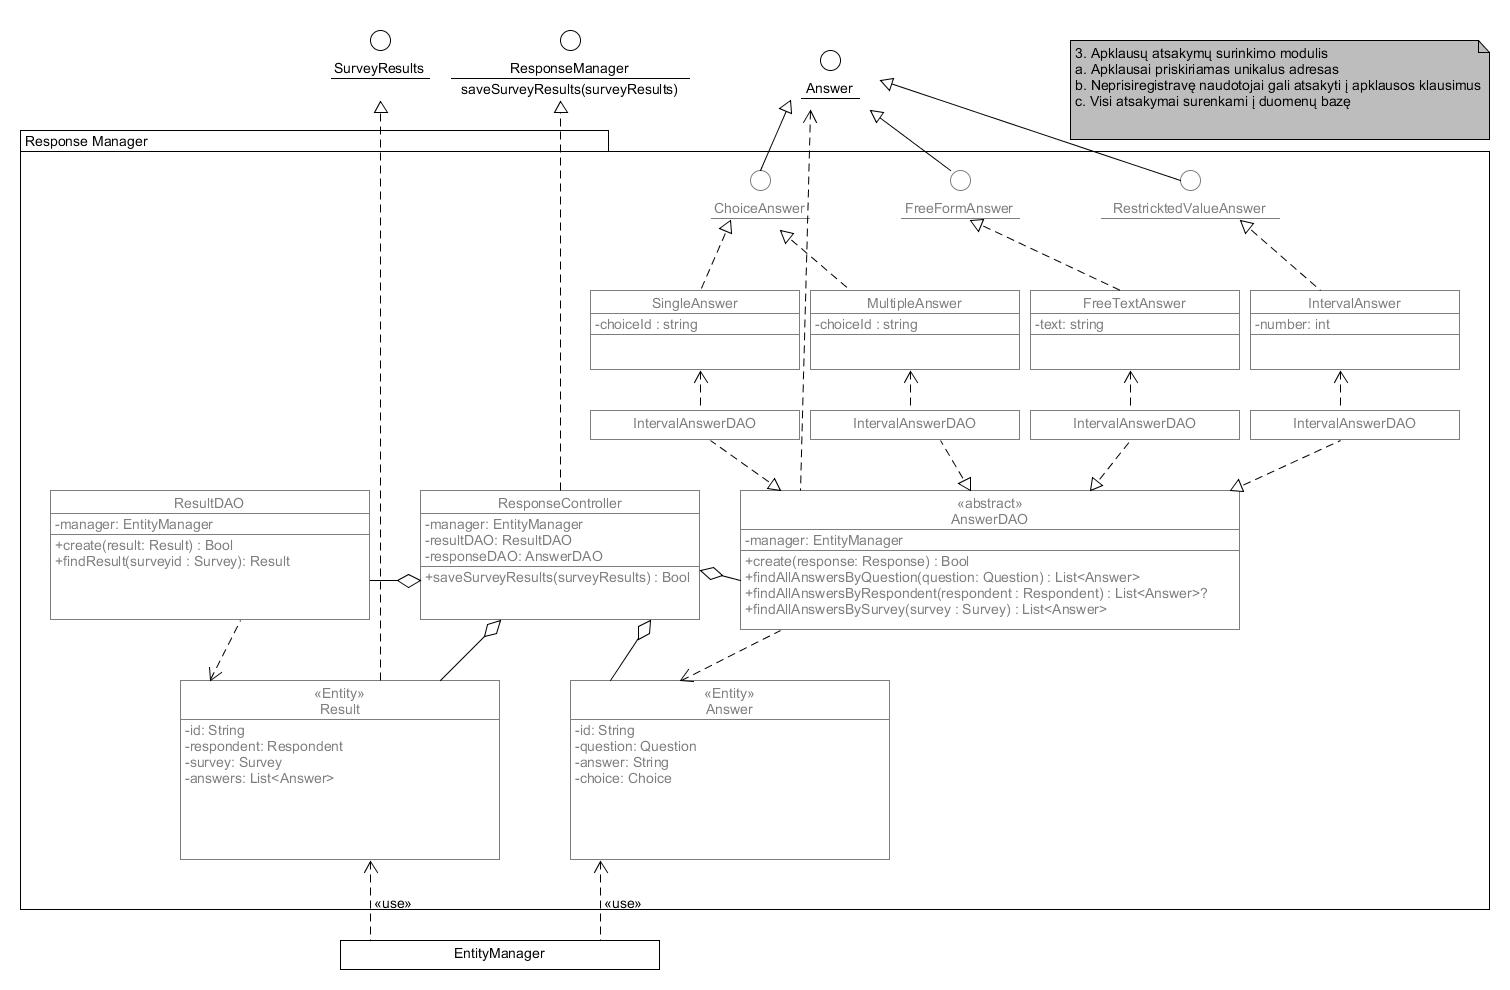 SurveyResults
ResponseManager
saveSurveyResults(surveyResults)
Answer
3. Apklausų atsakymų surinkimo modulis
a. Apklausai priskiriamas unikalus adresas
b. Neprisiregistravę naudotojai gali atsakyti į apklausos klausimus
c. Visi atsakymai surenkami į duomenų bazę
Response Manager
ChoiceAnswer
FreeFormAnswer
RestricktedValueAnswer
SingleAnswer
-choiceId : string
MultipleAnswer
-choiceId : string
FreeTextAnswer
-text: string
IntervalAnswer
-number: int
IntervalAnswerDAO
IntervalAnswerDAO
IntervalAnswerDAO
IntervalAnswerDAO
ResultDAO
-manager: EntityManager
+create(result: Result) : Bool
+findResult(surveyid : Survey): Result
ResponseController
-manager: EntityManager
-resultDAO: ResultDAO
-responseDAO: AnswerDAO
+saveSurveyResults(surveyResults) : Bool
«abstract»
AnswerDAO
-manager: EntityManager
+create(response: Response) : Bool
+findAllAnswersByQuestion(question: Question) : List<Answer>
+findAllAnswersByRespondent(respondent : Respondent) : List<Answer>?
+findAllAnswersBySurvey(survey : Survey) : List<Answer>
«Entity»
Result
-id: String
-respondent: Respondent
-survey: Survey
-answers: List<Answer>
«Entity»
Answer
-id: String
-question: Question
-answer: String
-choice: Choice
«use»
«use»
EntityManager